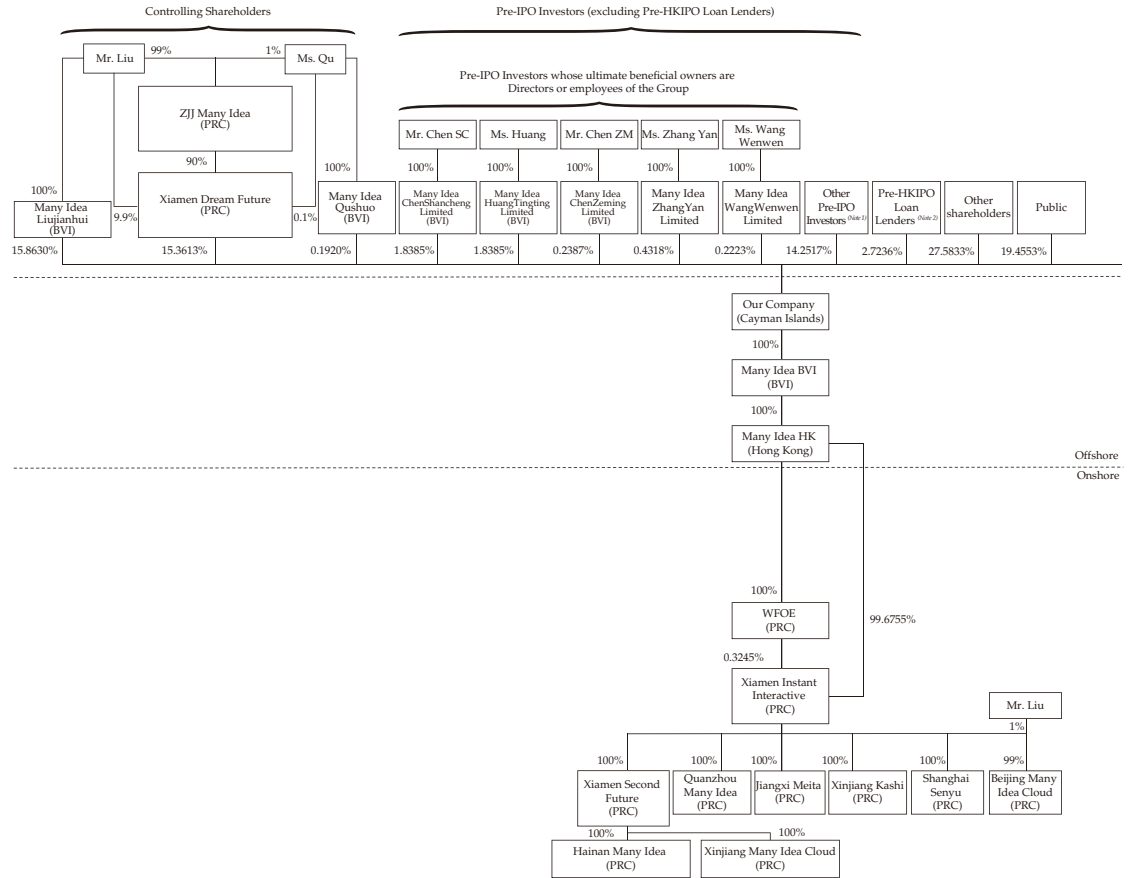 Controlling Shareholders
Pre-IPO Investors (excluding Pre-HKIPO Loan Lenders)
Mr. Liu
99%
1%
Ms. Qu
Pre-IPO Investors whose ultimate beneficial owners are
Directors or employees of the Group
ZJJ Many Idea
(PRC)
Mr. Chen SC
Ms. Huang
Mr. Chen ZM
Ms. Zhang Yan
Ms. Wang
Wenwen
90%
100%
100%
100%
100%
100%
100%
100%
Many Idea
Liujianhui
(BVI)
9.9%
Xiamen Dream Future
(PRC)
0.1%
Many Idea
Qushuo
(BVI)
Many Idea
ChenShancheng
Limited
(BVI)
Many Idea
HuangTingting
Limited
(BVI)
Many Idea
ChenZeming
Limited
(BVI)
Many Idea
ZhangYan
Limited
Many Idea
WangWenwen
Limited
Other
Pre-IPO
Investors (Note 1)
Pre-HKIPO
Loan
Lenders (Note 2)
Other
shareholders
Public
15.8630%
15.3613%
0.1920%
1.8385%
1.8385%
0.2387%
0.4318%
0.2223%
14.2517%
2.7236%
27.5833%
19.4553%
Our Company
(Cayman Islands)
100%
Many Idea BVI
(BVI)
100%
Many Idea HK
(Hong Kong)
Offshore
Onshore
100%
WFOE
(PRC)
99.6755%
0.3245%
Xiamen Instant
Interactive
(PRC)
Mr. Liu
1%
100%
100%
100%
100%
100%
99%
Xiamen Second
Future
(PRC)
Quanzhou
Many Idea
(PRC)
Jiangxi Meita
(PRC)
Xinjiang Kashi
(PRC)
Shanghai
Senyu
(PRC)
Beijing Many
Idea Cloud
(PRC)
100%
100%
Hainan Many Idea
(PRC)
Xinjiang Many Idea Cloud
(PRC)